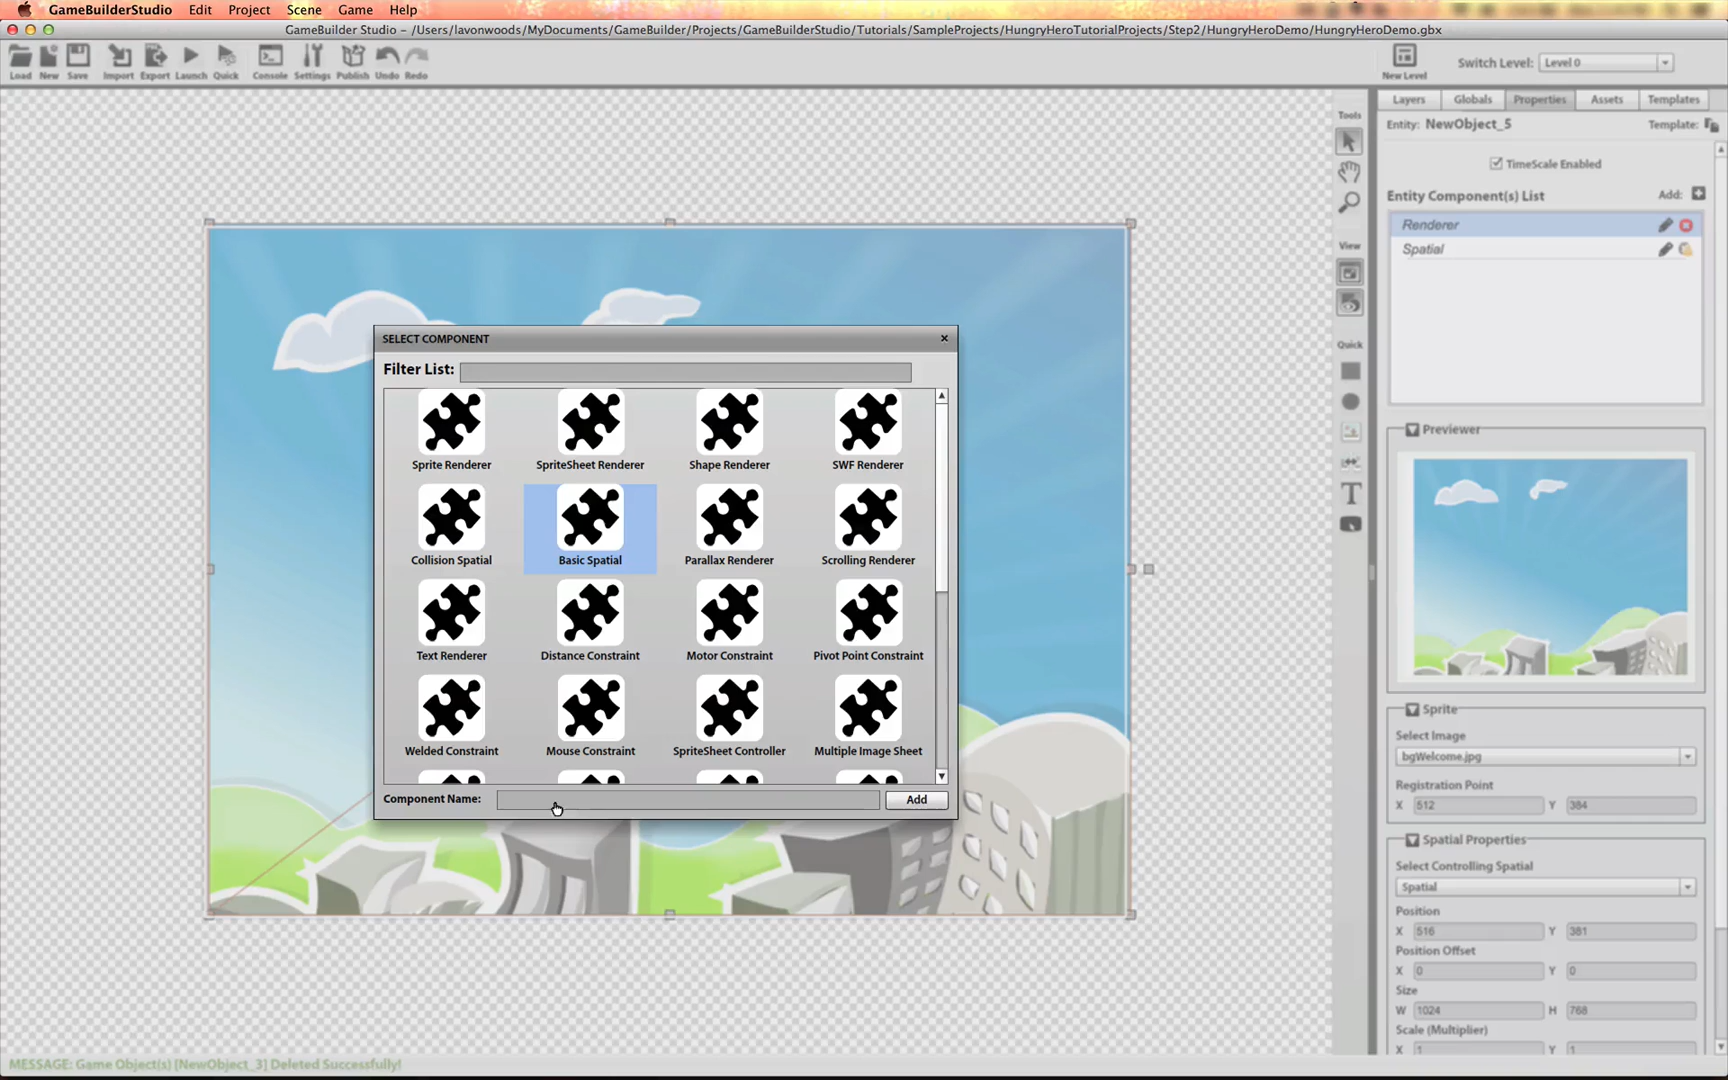 GameBuilderStudio Edit Project Scene Game Help
GameBuilder Studio – /Users/lavonwoods/MyDocuments/GameBuilder/Projects/GameBuilderStudio/Tutorials/SampleProjects/HungryHeroTutorialProjects/Step2/HungryHeroDemo/HungryHeroDemo.gbx
Load New Save Import Export Launch Quick Console Settings Publish Undo Redo
New Level
Switch Level: Level 0
Layers Globals Properties Assets Templates
Entity: NewObject_5
Template:
TimeScale Enabled
Entity Component(s) List
Add:
Renderer
Spatial
Previewer
Sprite
Select Image
bgWelcome.jpg
Registration Point
X 512 Y 384
Spatial Properties
Select Controlling Spatial
Spatial
Position
X 516 Y 381
Position Offset
X 0 Y 0
Size
W 1024 H 768
Scale (Multiplier)
X 1 Y 1
Tools
View
Quick
T
SELECT COMPONENT
Filter List:
Sprite Renderer SpriteSheet Renderer Shape Renderer SWF Renderer
Collision Spatial Basic Spatial Parallax Renderer Scrolling Renderer
Text Renderer Distance Constraint Motor Constraint Pivot Point Constraint
Welded Constraint Mouse Constraint SpriteSheet Controller Multiple Image Sheet
Component Name:
Add
MESSAGE: Game Object(s) [NewObject_3] Deleted Successfully!